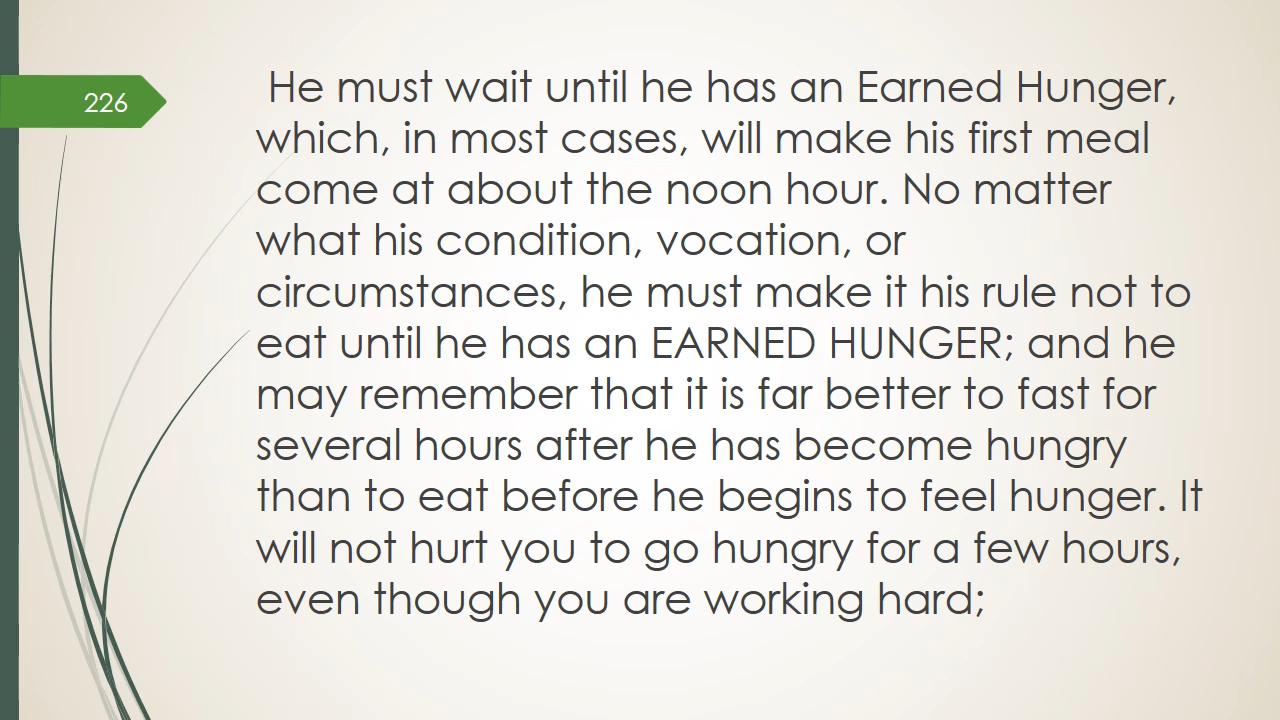 226
He must wait until he has an Earned Hunger,
which, in most cases, will make his first meal
come at about the noon hour. No matter
what his condition, vocation, or
circumstances, he must make it his rule not to
eat until he has an EARNED HUNGER; and he
may remember that it is far better to fast for
several hours after he has become hungry
than to eat before he begins to feel hunger. It
will not hurt you to go hungry for a few hours,
even though you are working hard;